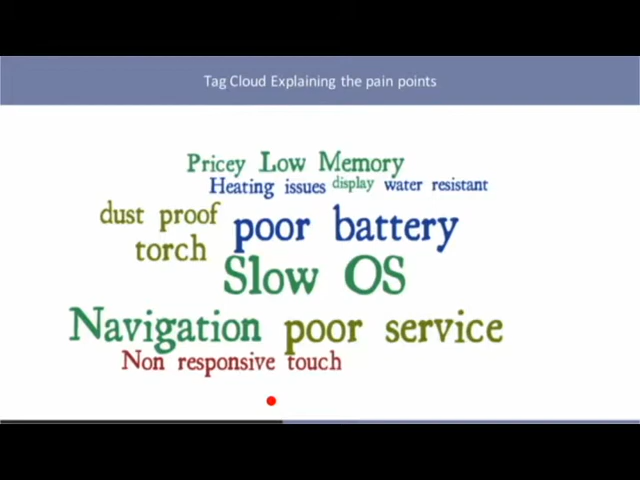 Tag Cloud Explaining the pain points
Pricey Low Memory
Heating issues display water resistant
dust proof poor battery
torch
Slow OS
Navigation poor service
Non responsive touch